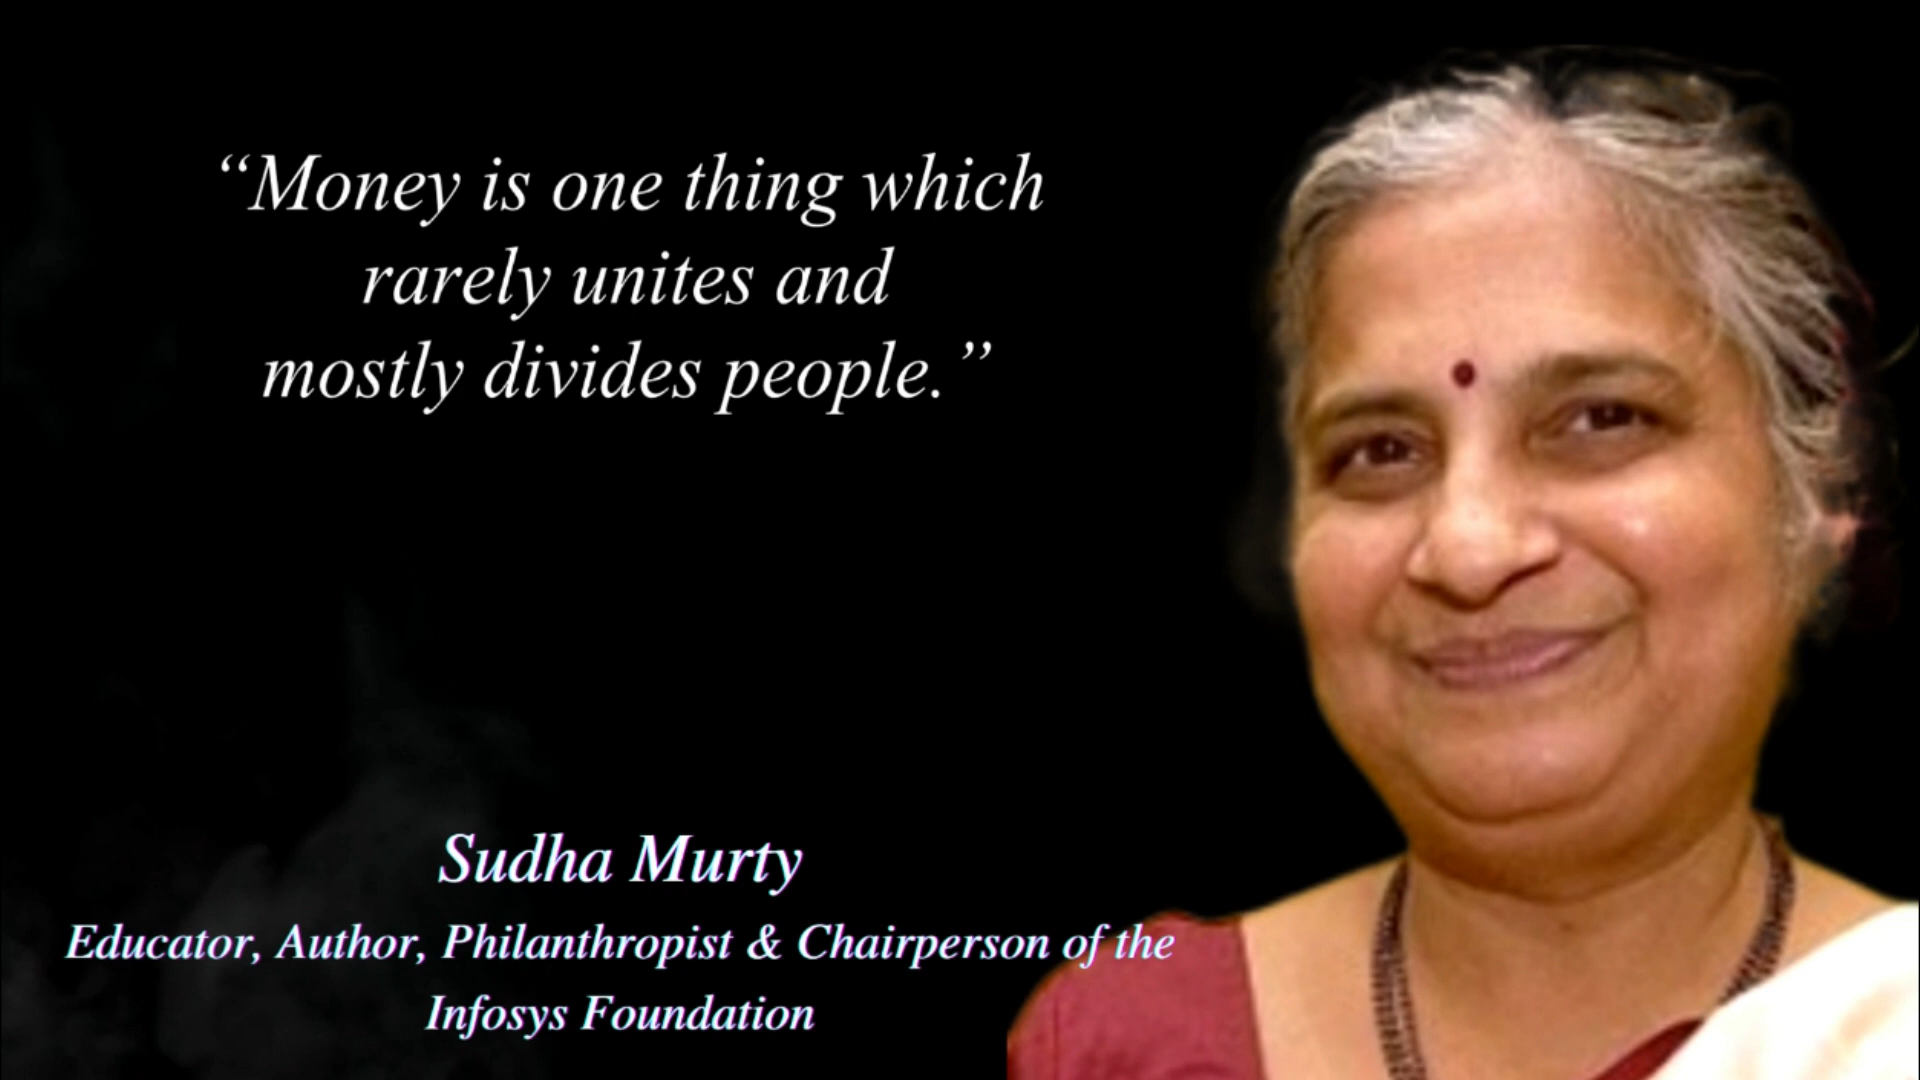 “Money is one thing which
rarely unites and
mostly divides people.”
Sudha Murty
Educator, Author, Philanthropist & Chairperson of the
Infosys Foundation